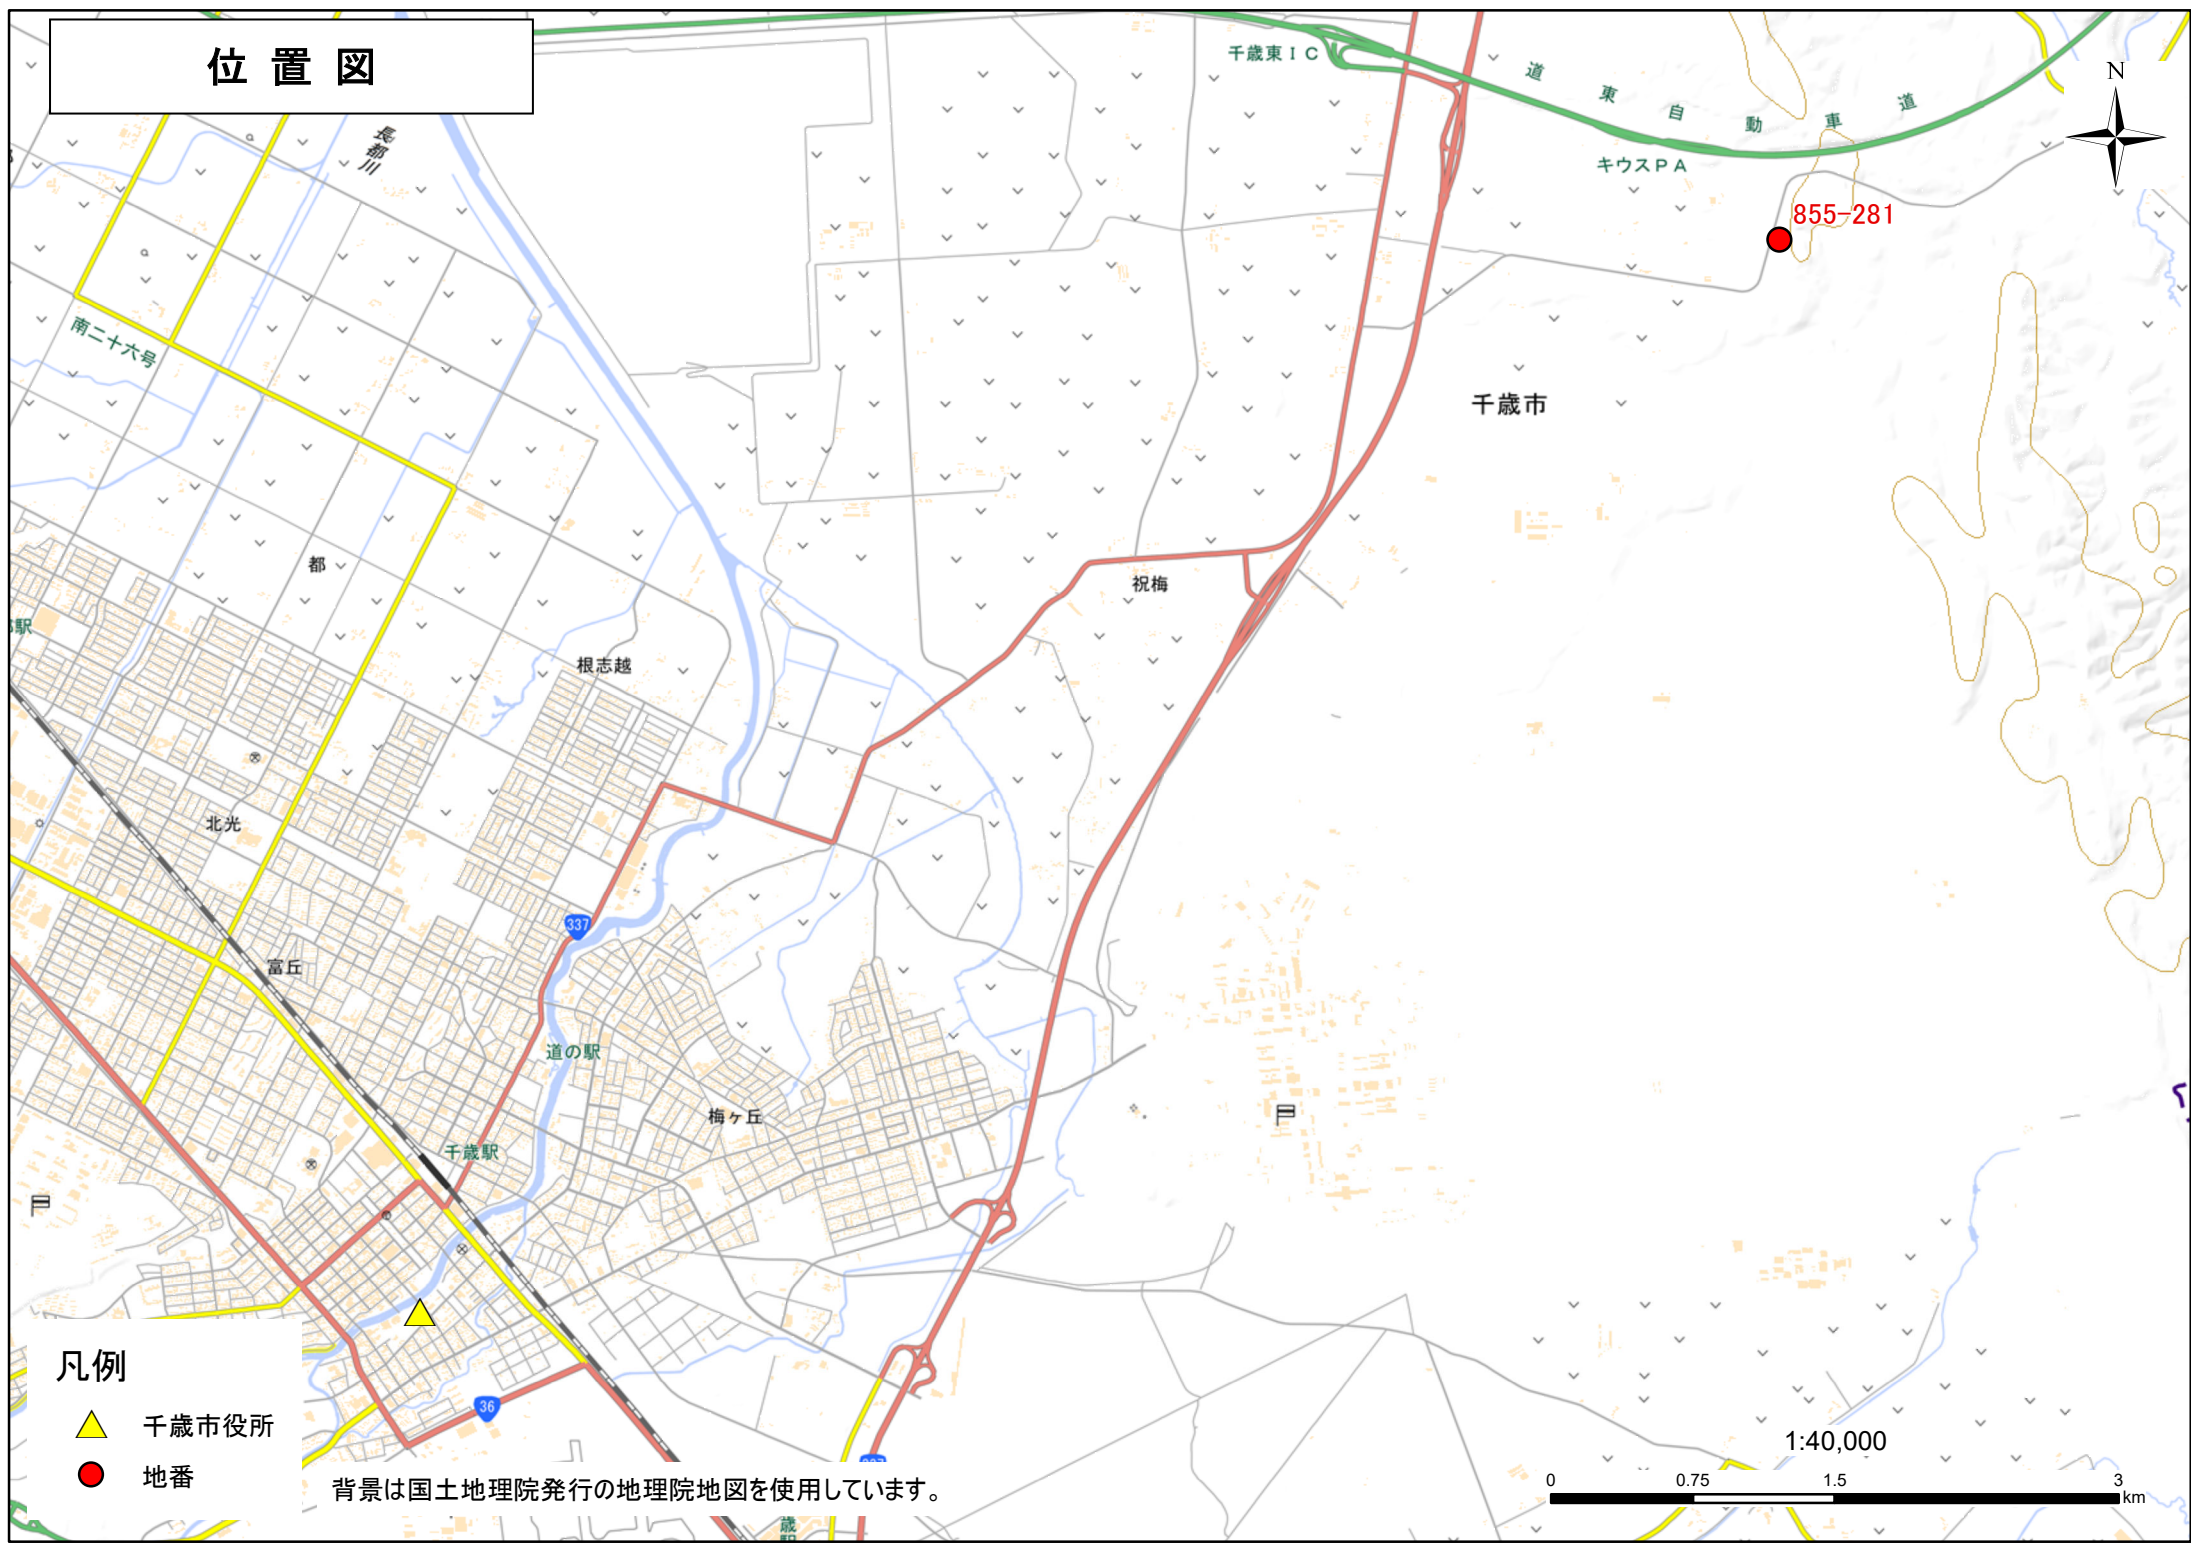 位置図
千歳東IC
道東自動車道
キウスPA
N
855-281
長都川
南二十六号
千歳市
都
祝梅
駅
根志越
北光
337
富丘
道の駅
梅ヶ丘
千歳駅
36
凡例
千歳市役所
地番
背景は国土地理院発行の地理院地図を使用しています。
1:40,000
0 0.75 1.5 3
km